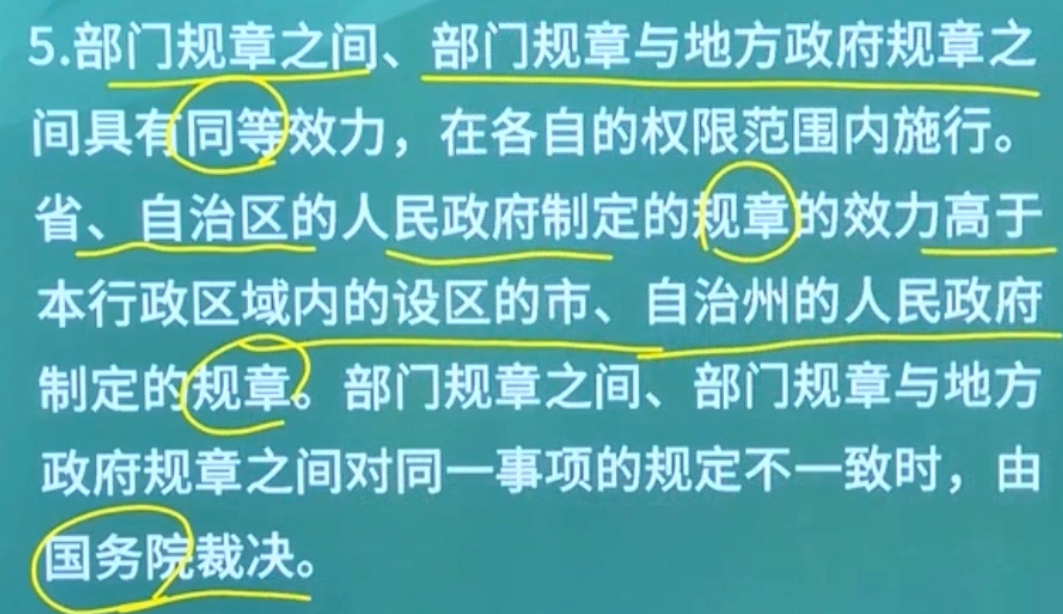 5.部门规章之间、部门规章与地方政府规章之
间具有同等效力，在各自的权限范围内施行。
省、自治区的人民政府制定的规章的效力高于
本行政区域内的设区的市、自治州的人民政府
制定的规章。部门规章之间、部门规章与地方
政府规章之间对同一事项的规定不一致时，由
国务院裁决。